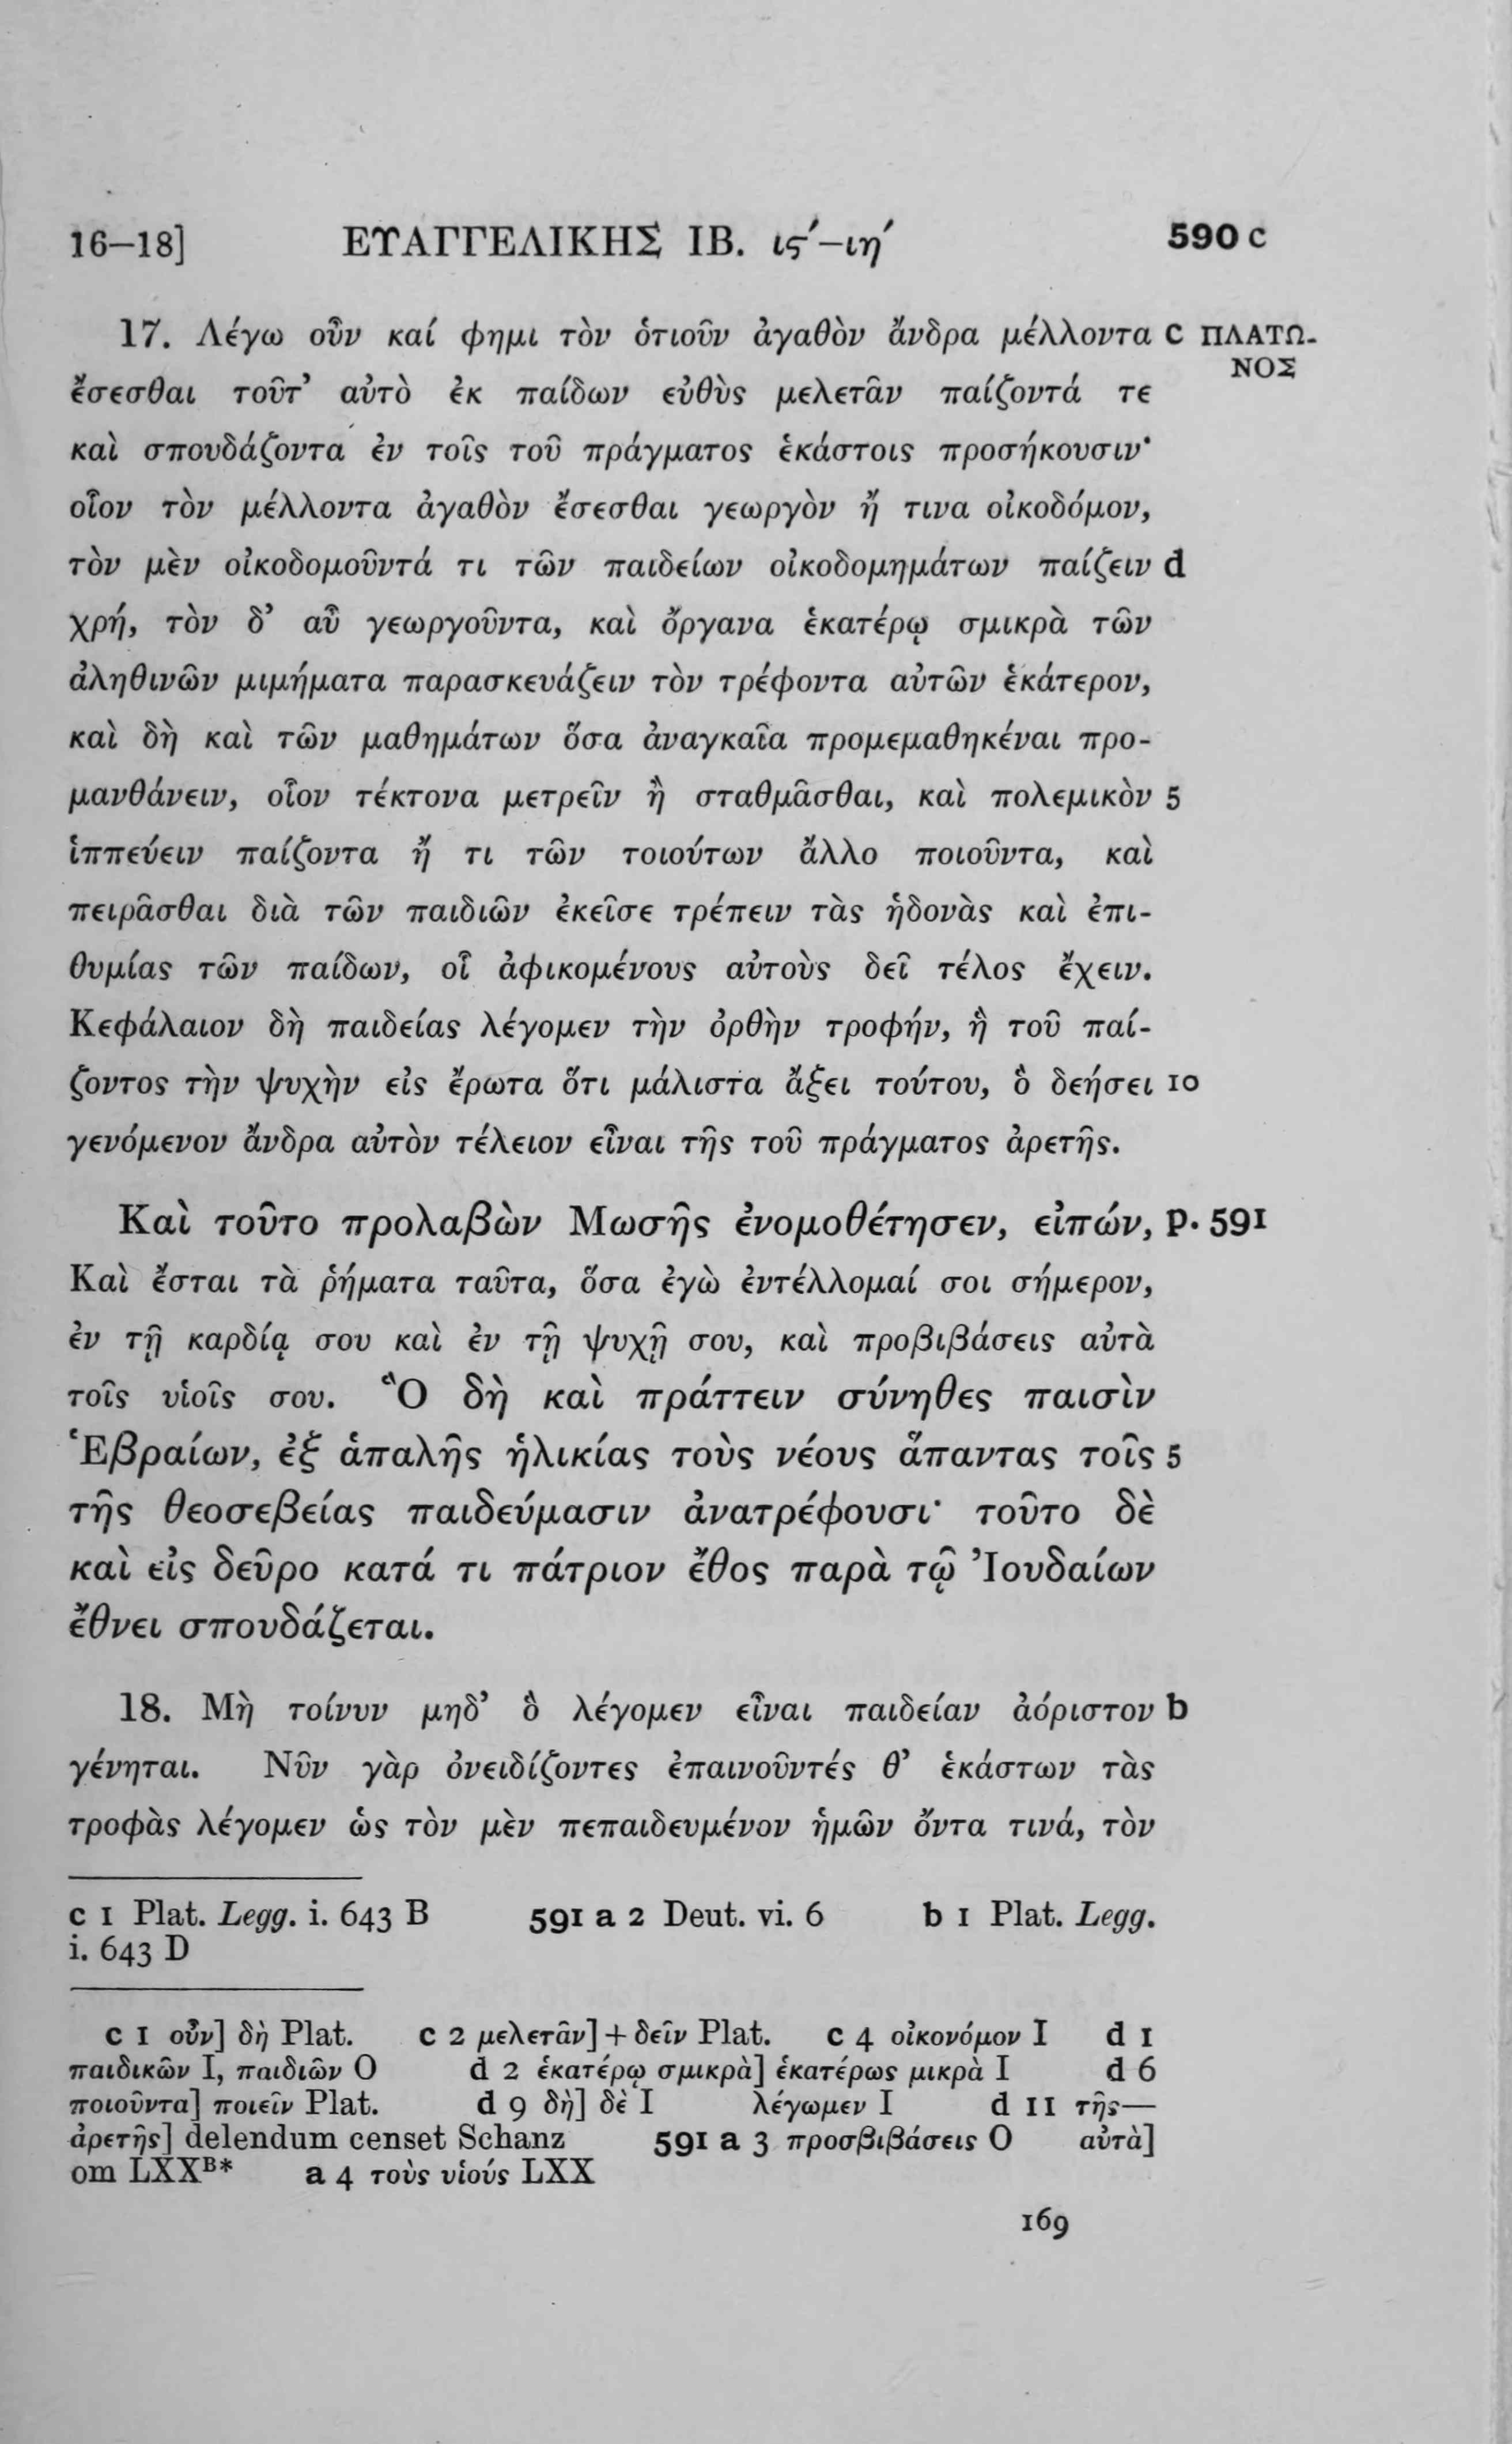 16–18] ΕΥΑΓΓΕΛΙΚΗΣ ΙΒ. ις′–ιη′ 590 c
17. Λέγω οὖν καί φημι τὸν ὁτιοῦν ἀγαθὸν ἄνδρα μέλλοντα c ΠΛΑΤΩ-
ΝΟΣ
ἔσεσθαι τοῦτ’ αὐτὸ ἐκ παίδων εὐθὺς μελετᾶν παίζοντά τε
καὶ σπουδάζοντα ἐν τοῖς τοῦ πράγματος ἑκάστοις προσήκουσιν·
οἷον τὸν μέλλοντα ἀγαθὸν ἔσεσθαι γεωργὸν ἤ τινα οἰκοδόμον,
τὸν μὲν οἰκοδομοῦντά τι τῶν παιδείων οἰκοδομημάτων παίζειν d
χρή, τὸν δ’ αὖ γεωργοῦντα, καὶ ὄργανα ἑκατέρῳ σμικρὰ τῶν
ἀληθινῶν μιμήματα παρασκευάζειν τὸν τρέφοντα αὐτῶν ἑκάτερον,
καὶ δὴ καὶ τῶν μαθημάτων ὅσα ἀναγκαῖα προμεμαθηκέναι προ-
μανθάνειν, οἷον τέκτονα μετρεῖν ἢ σταθμᾶσθαι, καὶ πολεμικὸν 5
ἱππεύειν παίζοντα ἤ τι τῶν τοιούτων ἄλλο ποιοῦντα, καὶ
πειρᾶσθαι διὰ τῶν παιδιῶν ἐκεῖσε τρέπειν τὰς ἡδονὰς καὶ ἐπι-
θυμίας τῶν παίδων, οἷ ἀφικομένους αὐτοὺς δεῖ τέλος ἔχειν.
Κεφάλαιον δὴ παιδείας λέγομεν τὴν ὀρθὴν τροφήν, ἣ τοῦ παί-
ζοντος τὴν ψυχὴν εἰς ἔρωτα ὅτι μάλιστα ἄξει τούτου, ὃ δεήσει 10
γενόμενον ἄνδρα αὐτὸν τέλειον εἶναι τῆς τοῦ πράγματος ἀρετῆς.
Καὶ τοῦτο προλαβὼν Μωσῆς ἐνομοθέτησεν, εἰπών, p. 591
Καὶ ἔσται τὰ ῥήματα ταῦτα, ὅσα ἐγὼ ἐντέλλομαί σοι σήμερον,
ἐν τῇ καρδίᾳ σου καὶ ἐν τῇ ψυχῇ σου, καὶ προβιβάσεις αὐτὰ
τοῖς υἱοῖς σου. Ὃ δὴ καὶ πράττειν σύνηθες παισὶν
Ἑβραίων, ἐξ ἁπαλῆς ἡλικίας τοὺς νέους ἅπαντας τοῖς 5
τῆς θεοσεβείας παιδεύμασιν ἀνατρέφουσι· τοῦτο δὲ
καὶ εἰς δεῦρο κατά τι πάτριον ἔθος παρὰ τῷ Ἰουδαίων
ἔθνει σπουδάζεται.
18. Μὴ τοίνυν μηδ’ ὃ λέγομεν εἶναι παιδείαν ἀόριστον b
γένηται. Νῦν γὰρ ὀνειδίζοντες ἐπαινοῦντές θ’ ἑκάστων τὰς
τροφὰς λέγομεν ὡς τὸν μὲν πεπαιδευμένον ἡμῶν ὄντα τινά, τὸν
c 1 Plat. Legg. i. 643 B 591 a 2 Deut. vi. 6 b 1 Plat. Legg.
i. 643 D
c 1 οὖν] δὴ Plat. c 2 μελετᾶν] + δεῖν Plat. c 4 οἰκονόμον I d 1
παιδικῶν I, παιδιῶν O d 2 ἑκατέρῳ σμικρὰ] ἑκατέρως μικρὰ I d 6
ποιοῦντα] ποιεῖν Plat. d 9 δὴ] δὲ I λέγωμεν I d 11 τῆς—
ἀρετῆς] delendum censet Schanz 591 a 3 προσβιβάσεις O αὐτὰ]
om LXXᴮ* a 4 τοὺς υἱούς LXX
169